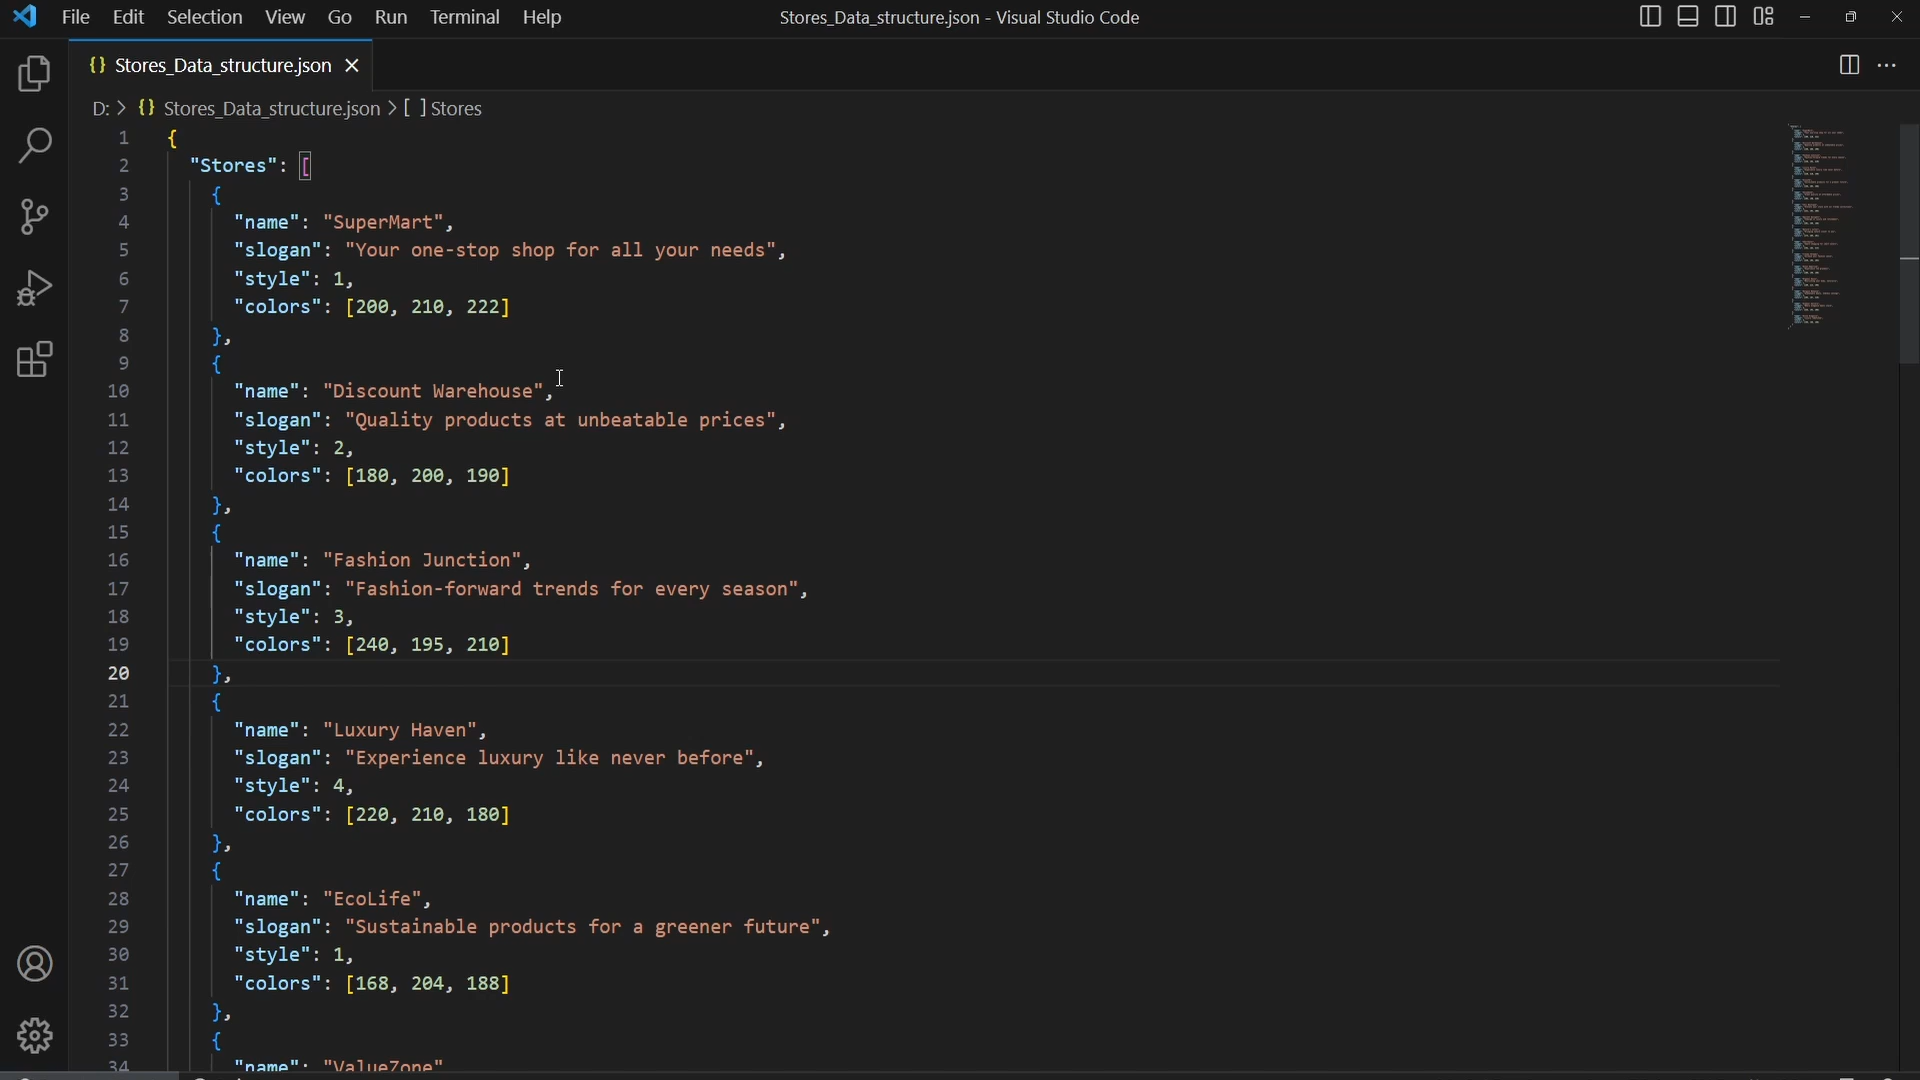 File Edit Selection View Go Run Terminal Help Stores_Data_structure.json - Visual Studio Code
{} Stores_Data_structure.json
D: > {} Stores_Data_structure.json > [ ] Stores
1 {
2 "Stores": [
3 {
4 "name": "SuperMart",
5 "slogan": "Your one-stop shop for all your needs",
6 "style": 1,
7 "colors": [200, 210, 222]
8 },
9 {
10 "name": "Discount Warehouse",
11 "slogan": "Quality products at unbeatable prices",
12 "style": 2,
13 "colors": [180, 200, 190]
14 },
15 {
16 "name": "Fashion Junction",
17 "slogan": "Fashion-forward trends for every season",
18 "style": 3,
19 "colors": [240, 195, 210]
20 },
21 {
22 "name": "Luxury Haven",
23 "slogan": "Experience luxury like never before",
24 "style": 4,
25 "colors": [220, 210, 180]
26 },
27 {
28 "name": "EcoLife",
29 "slogan": "Sustainable products for a greener future",
30 "style": 1,
31 "colors": [168, 204, 188]
32 },
33 {
34 "name": "ValueZone"